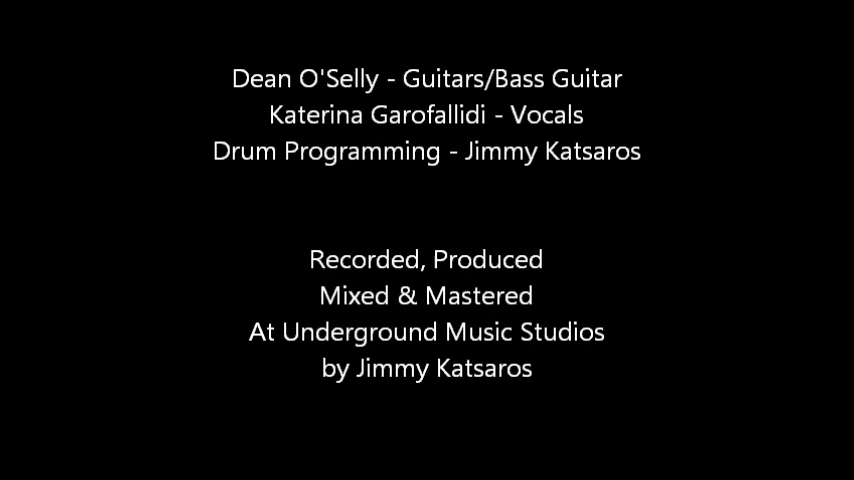 Dean O'Selly - Guitars/Bass Guitar
Katerina Garofallidi - Vocals
Drum Programming - Jimmy Katsaros
Recorded, Produced
Mixed & Mastered
At Underground Music Studios
by Jimmy Katsaros